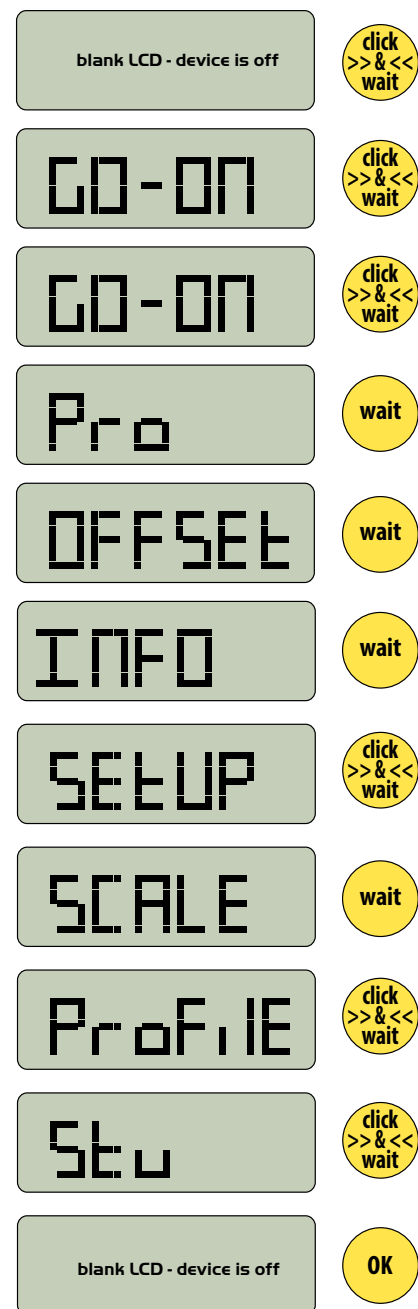 blank LCD - device is off
click
>> & <<
wait
GO-ON
click
>> & <<
wait
GO-ON
click
>> & <<
wait
Pro
wait
OFFSEt
wait
INFO
wait
SEtUP
click
>> & <<
wait
SCALE
wait
ProFilE
click
>> & <<
wait
Stu
click
>> & <<
wait
blank LCD - device is off
OK